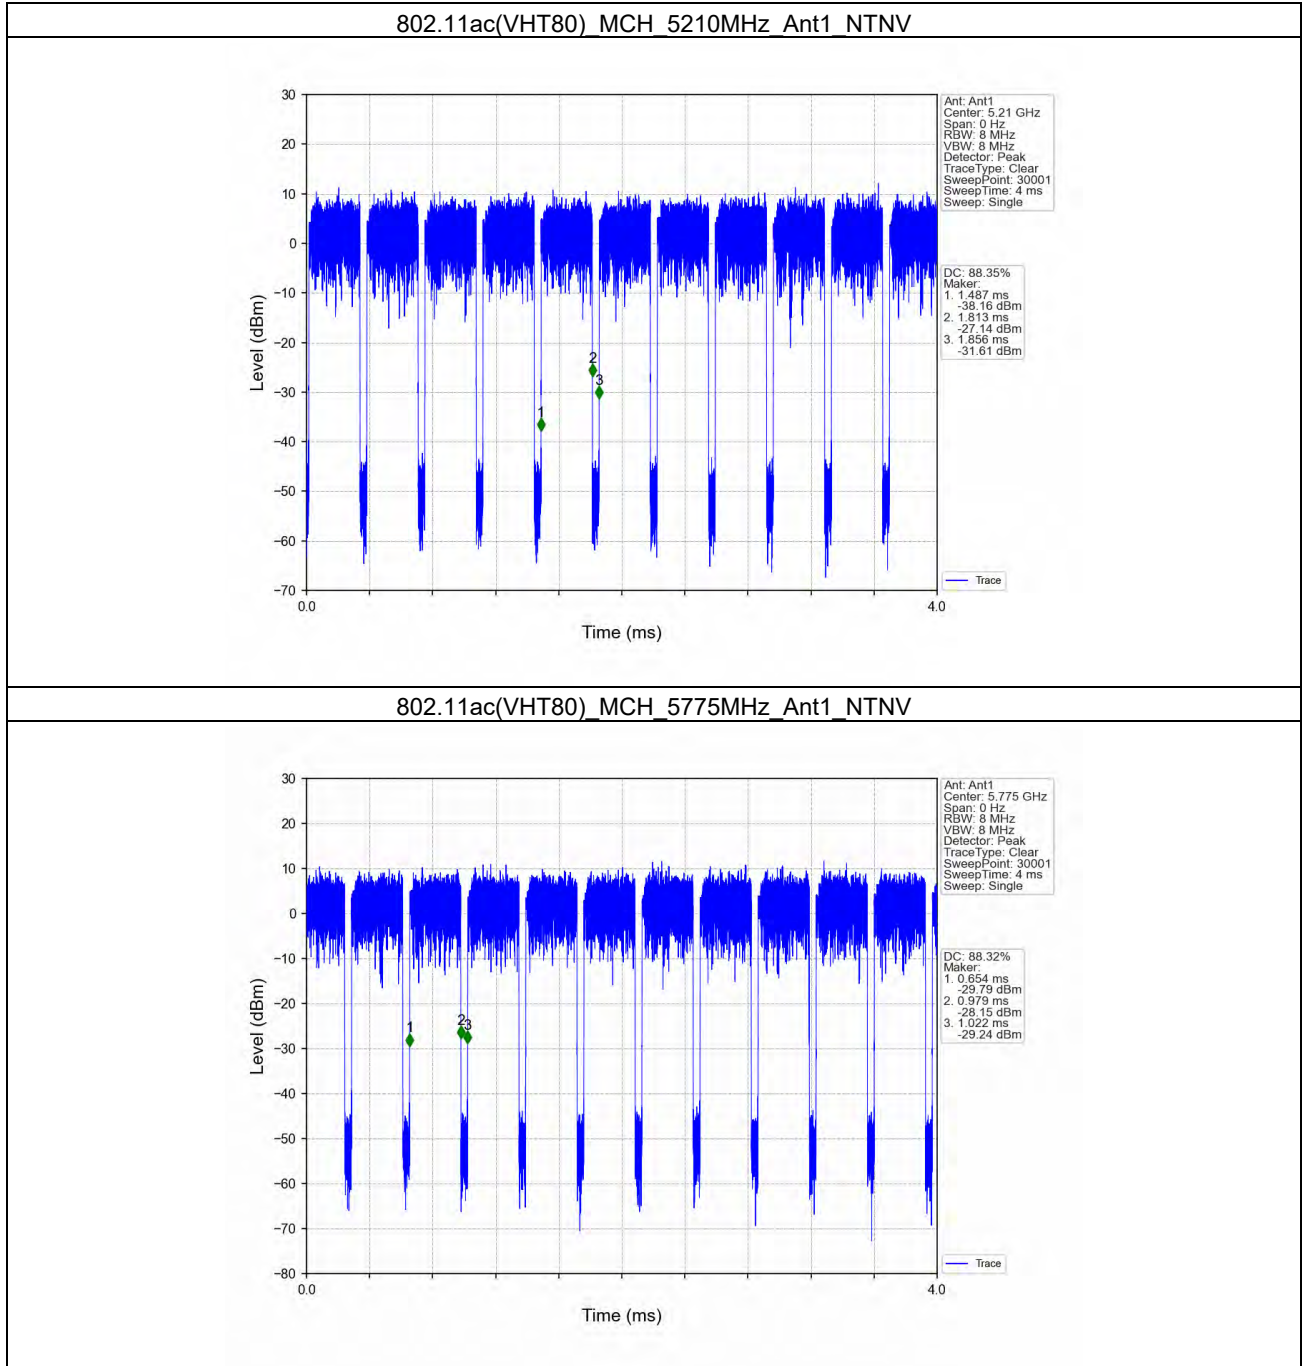 802.11ac(VHT80)_MCH_5210MHz_Ant1_NTNV
30
20
10
0
−10
−20
−30
−40
−50
−60
−70
Level (dBm)
1
2
3
0.0
4.0
Time (ms)
Ant: Ant1
Center: 5.21 GHz
Span: 0 Hz
RBW: 8 MHz
VBW: 8 MHz
Detector: Peak
TraceType: Clear
SweepPoint: 30001
SweepTime: 4 ms
Sweep: Single
DC: 88.35%
Maker:
1. 1.487 ms
-38.16 dBm
2. 1.813 ms
-27.14 dBm
3. 1.856 ms
-31.61 dBm
Trace
802.11ac(VHT80)_MCH_5775MHz_Ant1_NTNV
30
20
10
0
−10
−20
−30
−40
−50
−60
−70
−80
Level (dBm)
1
2
3
0.0
4.0
Time (ms)
Ant: Ant1
Center: 5.775 GHz
Span: 0 Hz
RBW: 8 MHz
VBW: 8 MHz
Detector: Peak
TraceType: Clear
SweepPoint: 30001
SweepTime: 4 ms
Sweep: Single
DC: 88.32%
Maker:
1. 0.654 ms
-29.79 dBm
2. 0.979 ms
-28.15 dBm
3. 1.022 ms
-29.24 dBm
Trace